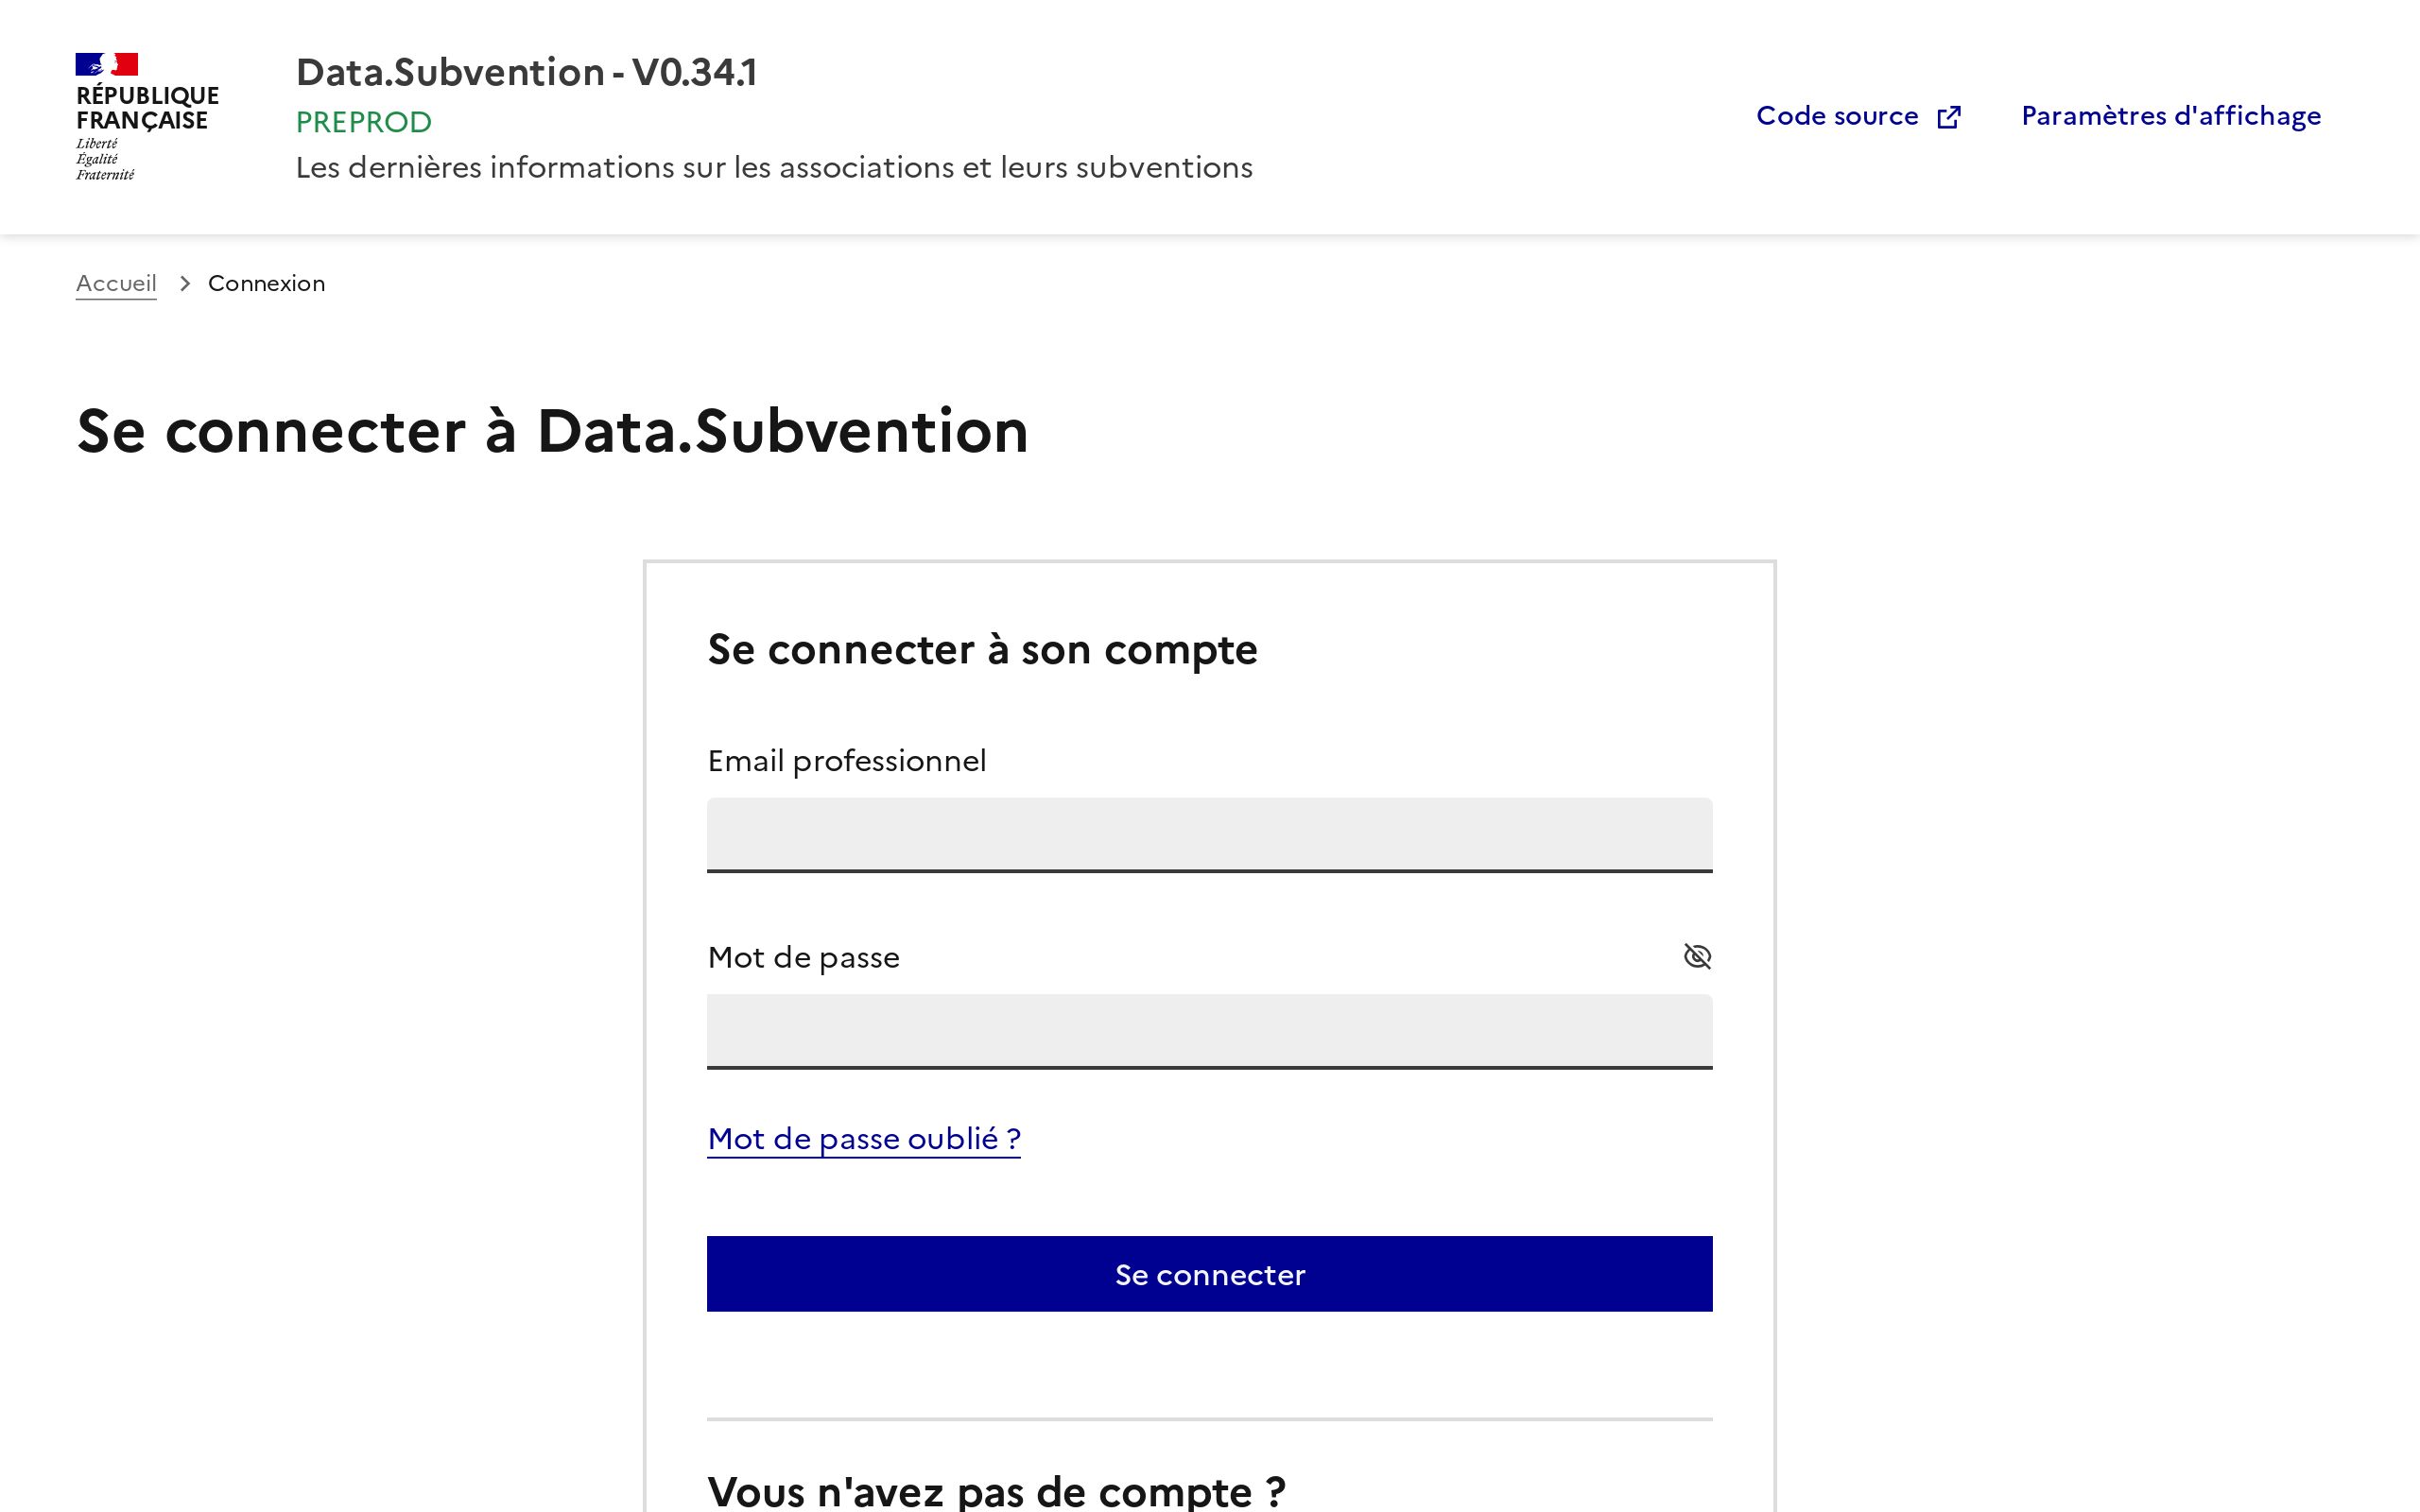 RÉPUBLIQUE
FRANÇAISE
Liberté
Égalité
Fraternité
Data.Subvention - V0.34.1
PREPROD
Les dernières informations sur les associations et leurs subventions
Code source
Paramètres d'affichage
Accueil
Connexion
Se connecter à Data.Subvention
Se connecter à son compte
Email professionnel
Mot de passe
Mot de passe oublié ?
Se connecter
Vous n'avez pas de compte ?